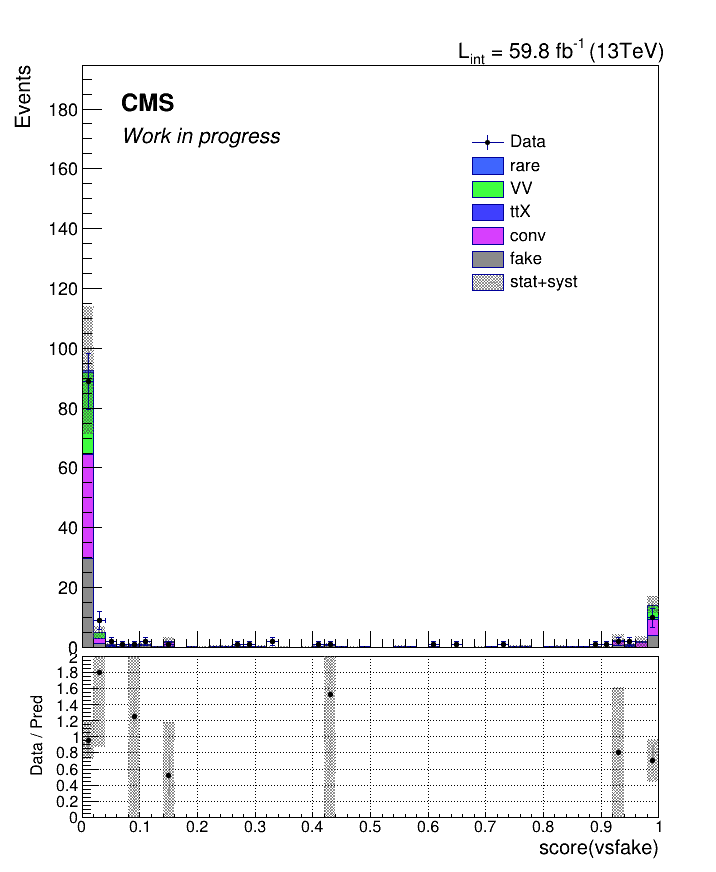 L_int = 59.8 fb^-1 (13TeV)
Events
CMS
Work in progress
Data
rare
VV
ttX
conv
fake
stat+syst
180
160
140
120
100
80
60
40
20
0
Data / Pred
2
1.8
1.6
1.4
1.2
1
0.8
0.6
0.4
0.2
0
0 0.1 0.2 0.3 0.4 0.5 0.6 0.7 0.8 0.9 1
score(vsfake)